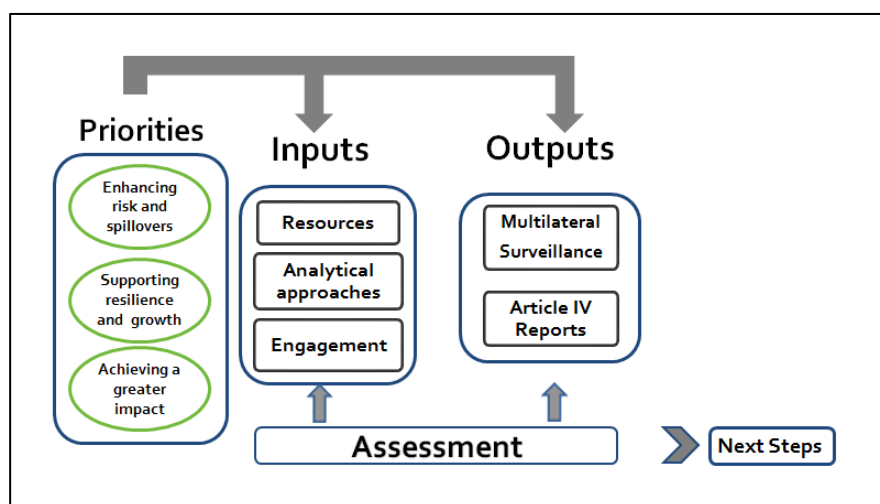 Priorities
Enhancing
risk and
spillovers
Supporting
resilience
and growth
Achieving a
greater
impact
Inputs
Resources
Analytical
approaches
Engagement
Outputs
Multilateral
Surveillance
Article IV
Reports
Assessment
Next Steps